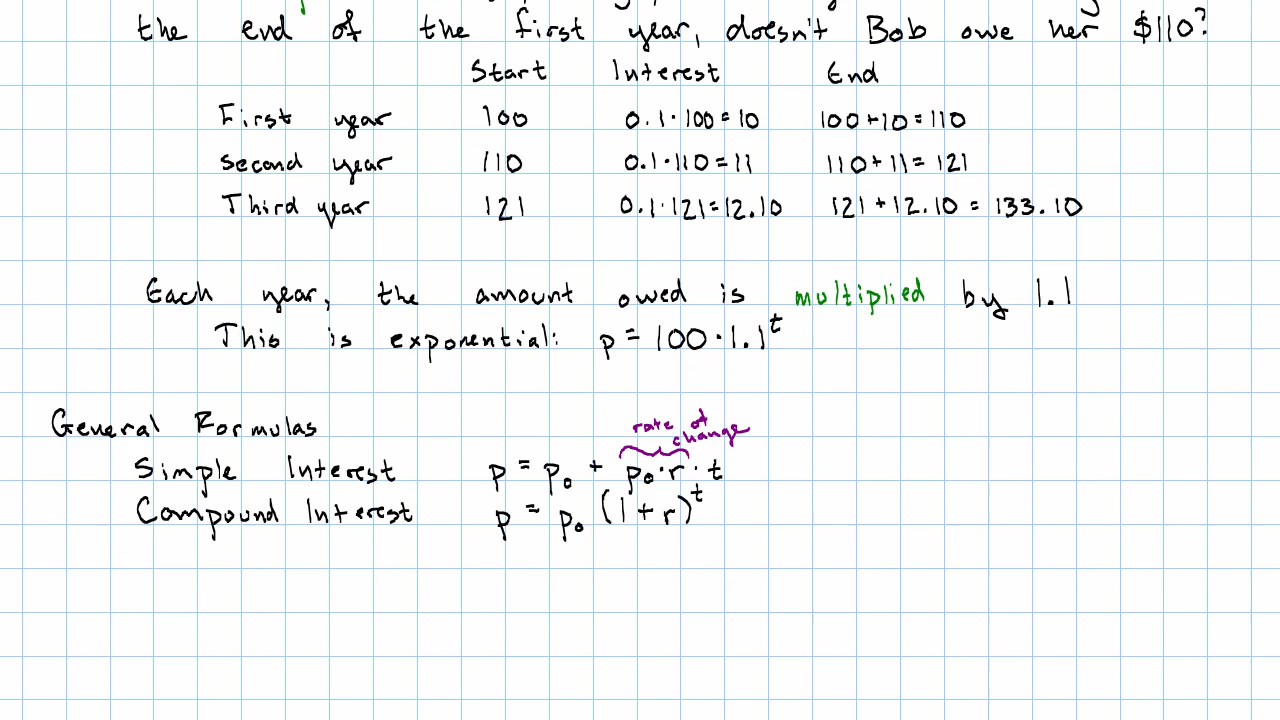 the end of the first year, doesn't Bob owe her $110?
Start Interest End
First year 100 0.1·100=10 100+10=110
Second year 110 0.1·110=11 110+11=121
Third year 121 0.1·121=12.10 121+12.10=133.10
Each year, the amount owed is multiplied by 1.1
This is exponential: p = 100·1.1^t
General Formulas
rate of change
Simple Interest p = p₀ + p₀·r·t
Compound Interest p = p₀(1+r)^t